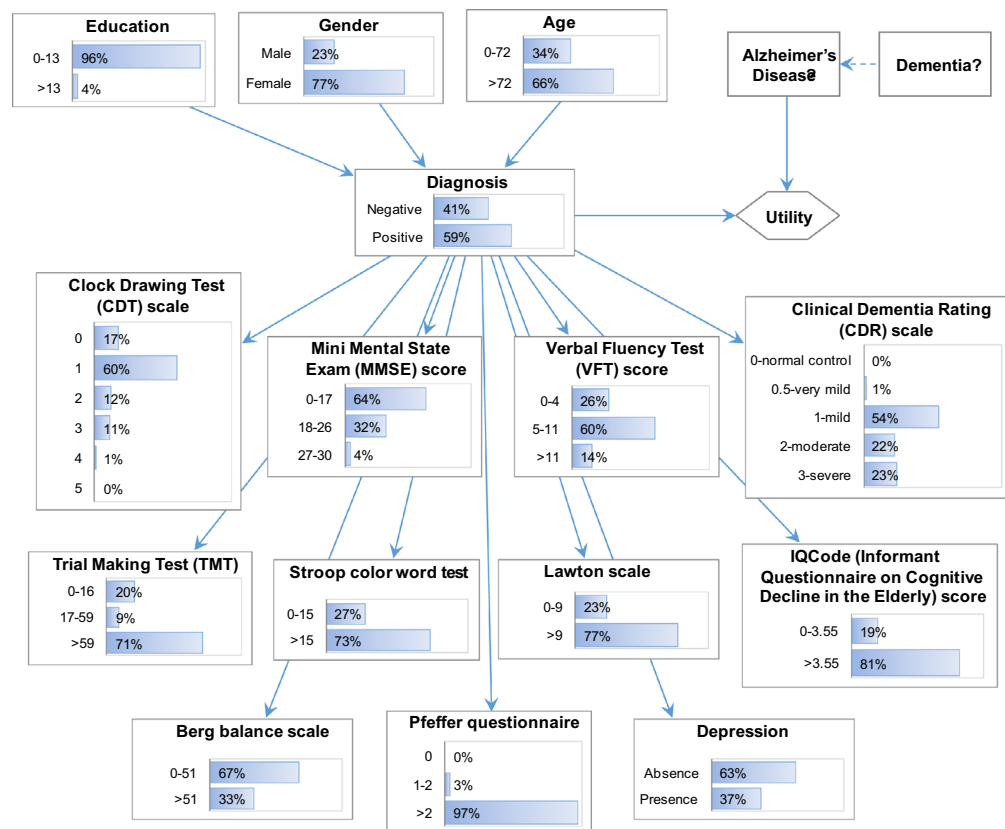 Education
0-13 96%
>13 4%
Gender
Male 23%
Female 77%
Age
0-72 34%
>72 66%
Alzheimer's
Disease?
Dementia?
Diagnosis
Negative 41%
Positive 59%
Utility
Clock Drawing Test
(CDT) scale
0 17%
1 60%
2 12%
3 11%
4 1%
5 0%
Mini Mental State
Exam (MMSE) score
0-17 64%
18-26 32%
27-30 4%
Verbal Fluency Test
(VFT) score
0-4 26%
5-11 60%
>11 14%
Clinical Dementia Rating
(CDR) scale
0-normal control 0%
0.5-very mild 1%
1-mild 54%
2-moderate 22%
3-severe 23%
Trial Making Test (TMT)
0-16 20%
17-59 9%
>59 71%
Stroop color word test
0-15 27%
>15 73%
Lawton scale
0-9 23%
>9 77%
IQCode (Informant
Questionnaire on Cognitive
Decline in the Elderly) score
0-3.55 19%
>3.55 81%
Berg balance scale
0-51 67%
>51 33%
Pfeffer questionnaire
0 0%
1-2 3%
>2 97%
Depression
Absence 63%
Presence 37%